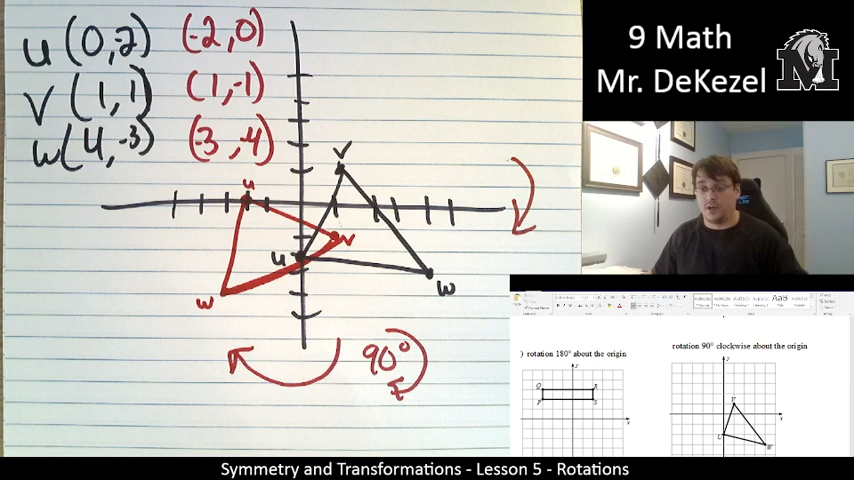 u (0,-2) (-2,0)
v (1,1) (1,-1)
w (4,-3) (-3,-4)
9 Math
Mr. DeKezel
M
V
u
v
u
w
w
90°
) rotation 180° about the origin
rotation 90° clockwise about the origin
y
Q R
P S
x
y
V
x
U
W
Symmetry and Transformations - Lesson 5 - Rotations